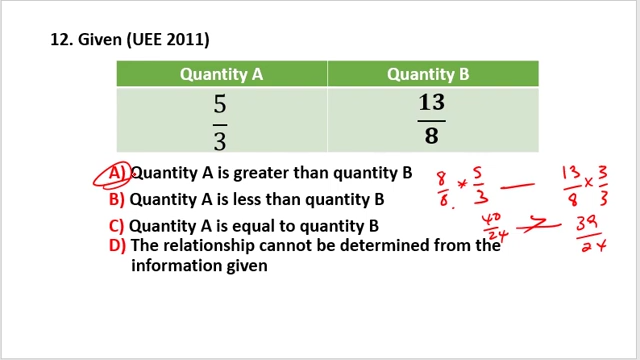 12. Given (UEE 2011)
Quantity A Quantity B
5/3 13/8
A) Quantity A is greater than quantity B
B) Quantity A is less than quantity B
C) Quantity A is equal to quantity B
D) The relationship cannot be determined from the
information given
8/8 * 5/3 — 13/8 × 3/3
40/24 > 39/24